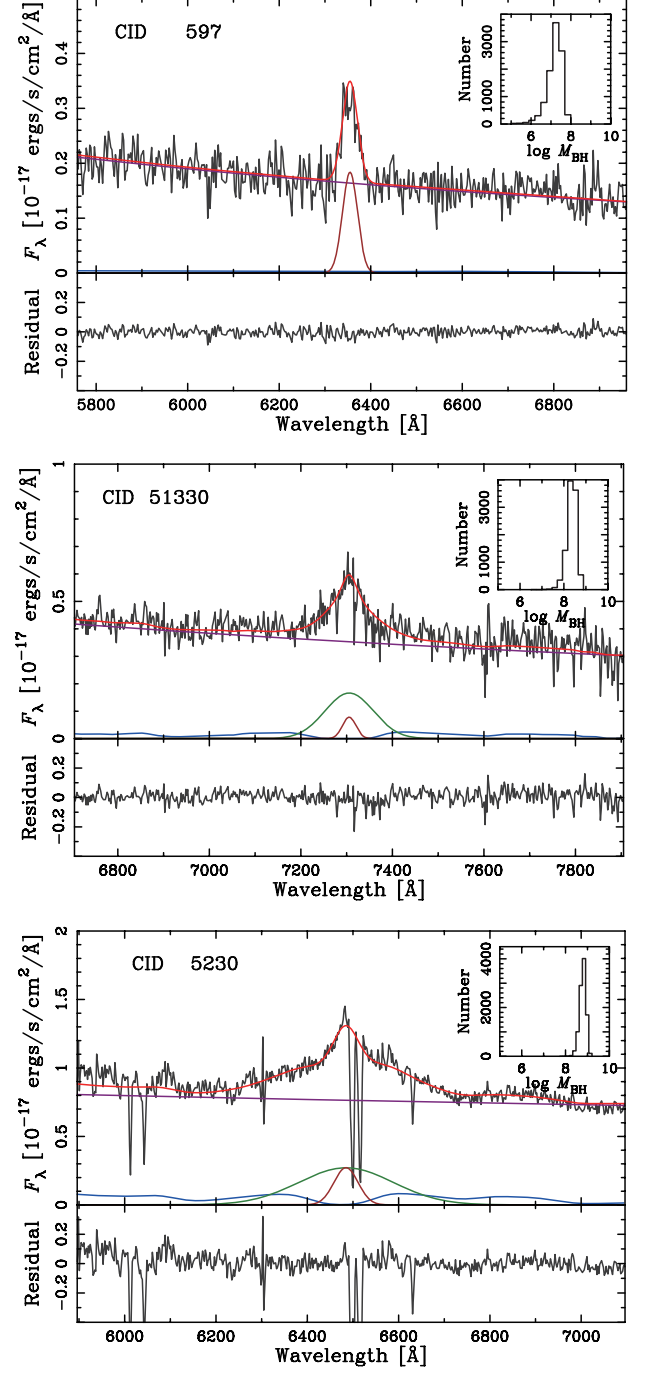 CID 597
0.4
0.3
0.2
0.1
0
F_λ [10^−17 ergs/s/cm^2/Å]
Number
3000
1000
0
6 8 10
log M_BH
Residual
0.2
0
−0.2
5800 6000 6200 6400 6600 6800
Wavelength [Å]
CID 51330
1
0.5
0
F_λ [10^−17 ergs/s/cm^2/Å]
Number
3000
1000
0
6 8 10
log M_BH
Residual
0.2
0
−0.2
6800 7000 7200 7400 7600 7800
Wavelength [Å]
CID 5230
2
1.5
1
0.5
0
F_λ [10^−17 ergs/s/cm^2/Å]
Number
4000
2000
0
6 8 10
log M_BH
Residual
0.2
0
−0.2
6000 6200 6400 6600 6800 7000
Wavelength [Å]